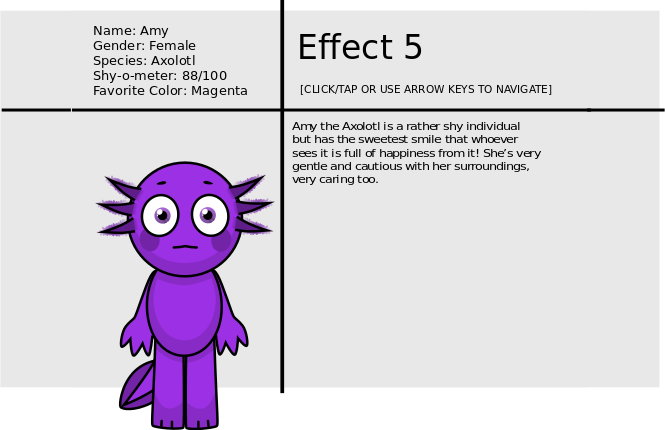 Name: Amy
Gender: Female
Species: Axolotl
Shy-o-meter: 88/100
Favorite Color: Magenta
Effect 5
[CLICK/TAP OR USE ARROW KEYS TO NAVIGATE]
Amy the Axolotl is a rather shy individual
but has the sweetest smile that whoever
sees it is full of happiness from it! She's very
gentle and cautious with her surroundings,
very caring too.